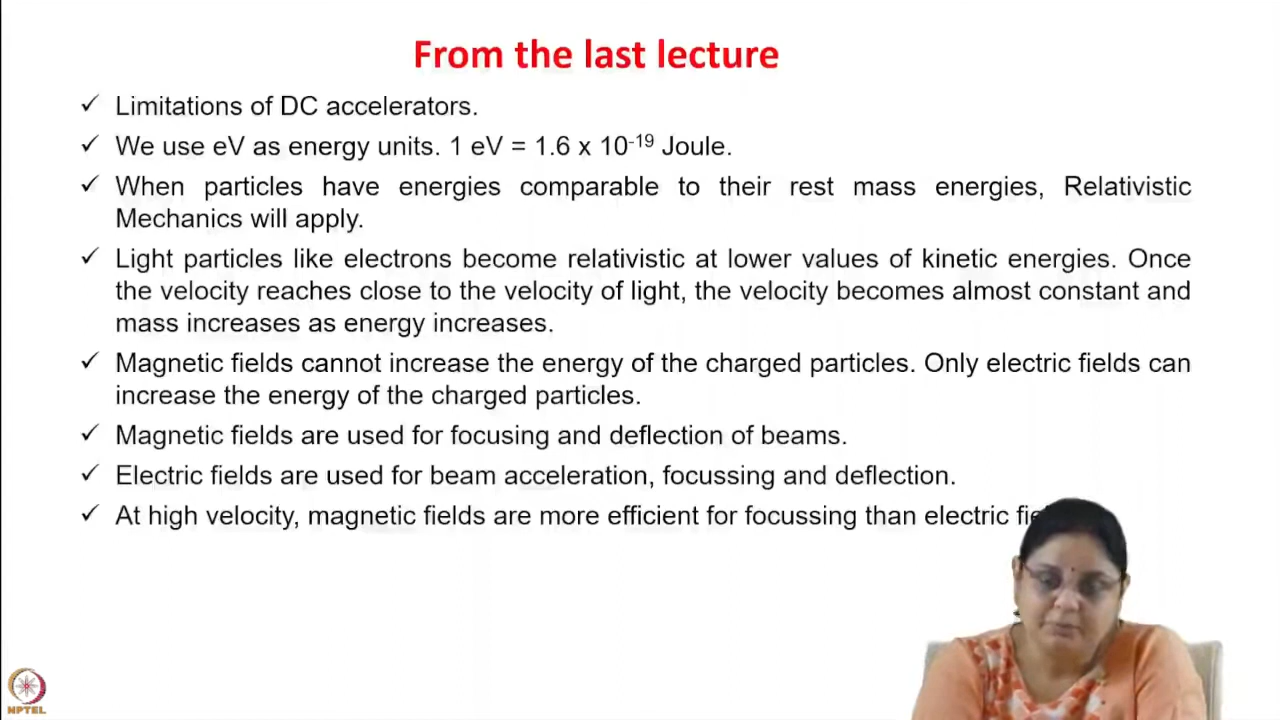 From the last lecture
✓ Limitations of DC accelerators.
✓ We use eV as energy units. 1 eV = 1.6 x 10⁻¹⁹ Joule.
✓ When particles have energies comparable to their rest mass energies, Relativistic
Mechanics will apply.
✓ Light particles like electrons become relativistic at lower values of kinetic energies. Once
the velocity reaches close to the velocity of light, the velocity becomes almost constant and
mass increases as energy increases.
✓ Magnetic fields cannot increase the energy of the charged particles. Only electric fields can
increase the energy of the charged particles.
✓ Magnetic fields are used for focusing and deflection of beams.
✓ Electric fields are used for beam acceleration, focussing and deflection.
✓ At high velocity, magnetic fields are more efficient for focussing than electric
NPTEL